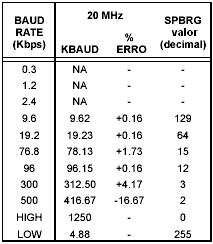 BAUD RATE (Kbps) 20 MHz SPBRG valor (decimal)
KBAUD % ERRO
0.3 NA - -
1.2 NA - -
2.4 NA - -
9.6 9.62 +0.16 129
19.2 19.23 +0.16 64
76.8 78.13 +1.73 15
96 96.15 +0.16 12
300 312.50 +4.17 3
500 416.67 -16.67 2
HIGH 1250 - 0
LOW 4.88 - 255